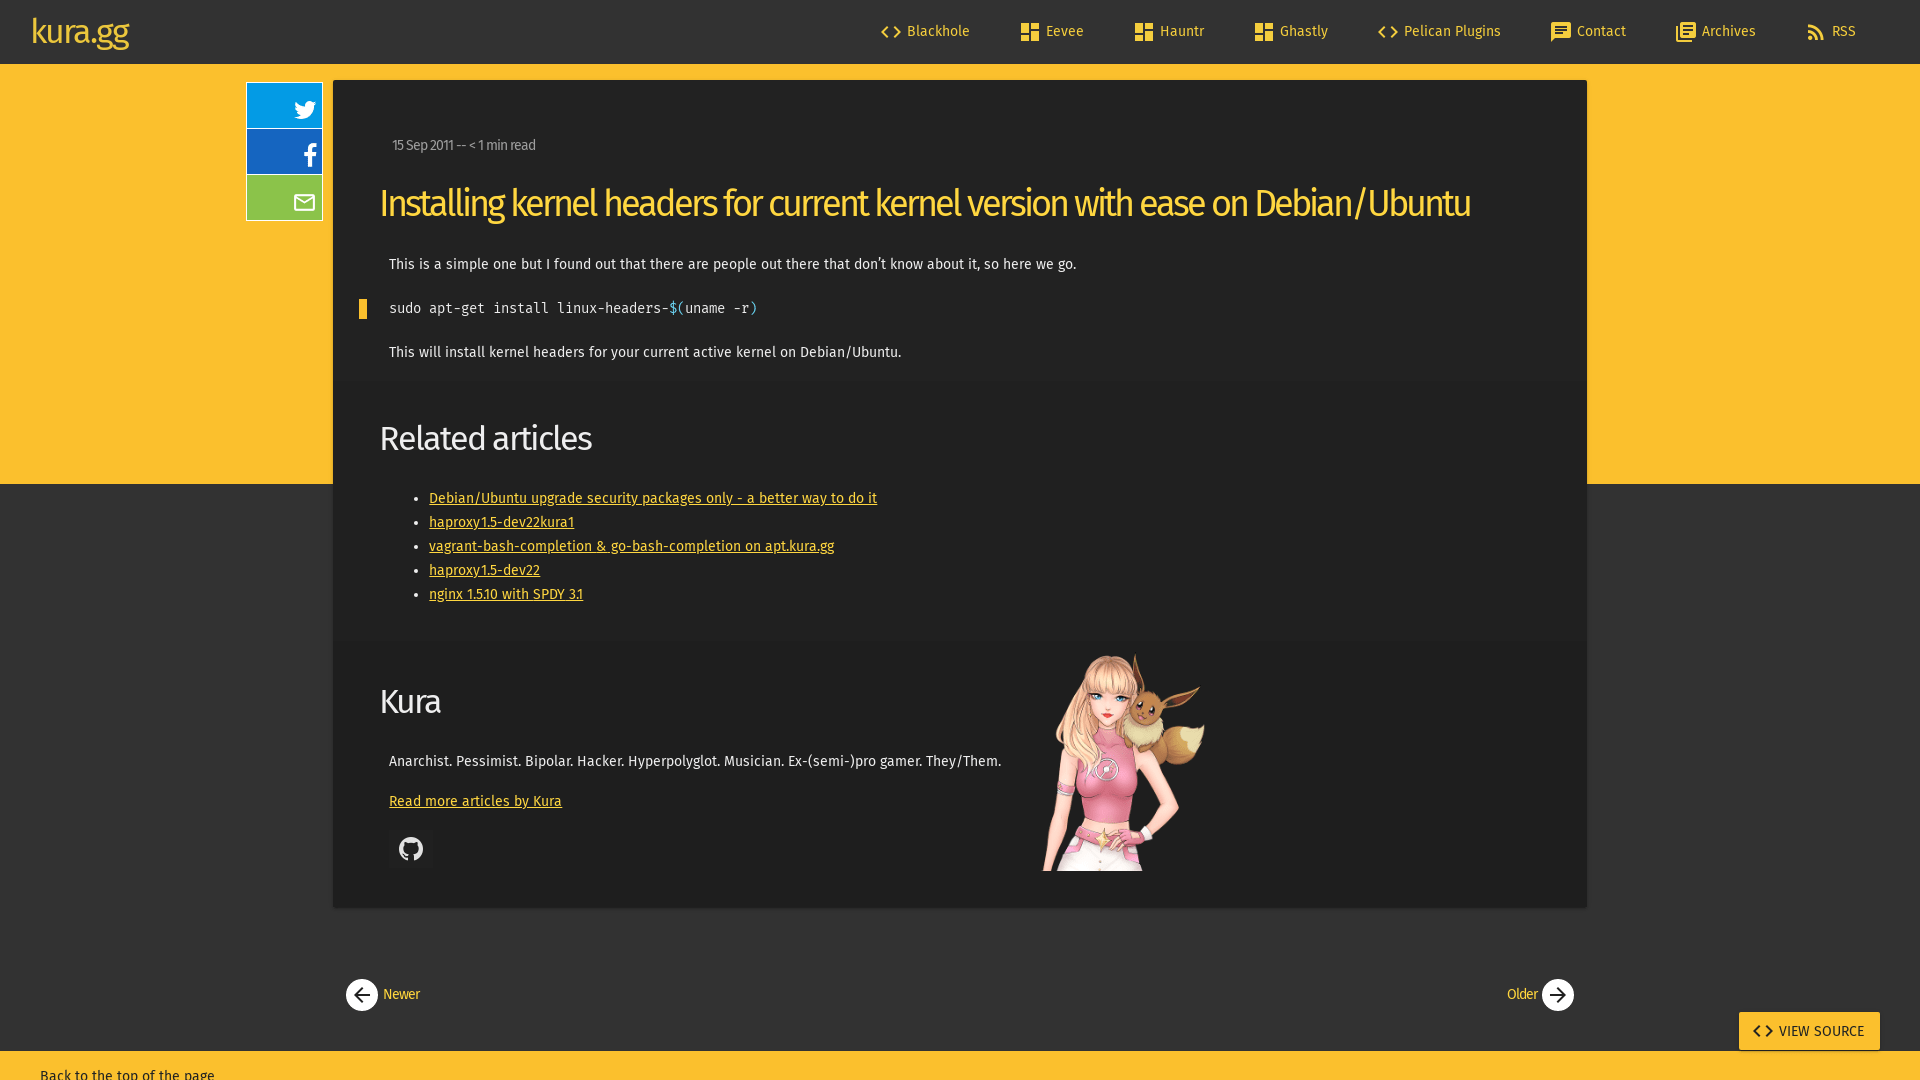 kura.gg
Blackhole
Eevee
Hauntr
Ghastly
Pelican Plugins
Contact
Archives
RSS
15 Sep 2011 -- < 1 min read
Installing kernel headers for current kernel version with ease on Debian/Ubuntu
This is a simple one but I found out that there are people out there that don’t know about it, so here we go.
sudo apt-get install linux-headers-$(uname -r)
This will install kernel headers for your current active kernel on Debian/Ubuntu.
Related articles
Debian/Ubuntu upgrade security packages only - a better way to do it
haproxy1.5-dev22kura1
vagrant-bash-completion & go-bash-completion on apt.kura.gg
haproxy1.5-dev22
nginx 1.5.10 with SPDY 3.1
Kura
Anarchist. Pessimist. Bipolar. Hacker. Hyperpolyglot. Musician. Ex-(semi-)pro gamer. They/Them.
Read more articles by Kura
Newer
Older
VIEW SOURCE
Back to the top of the page